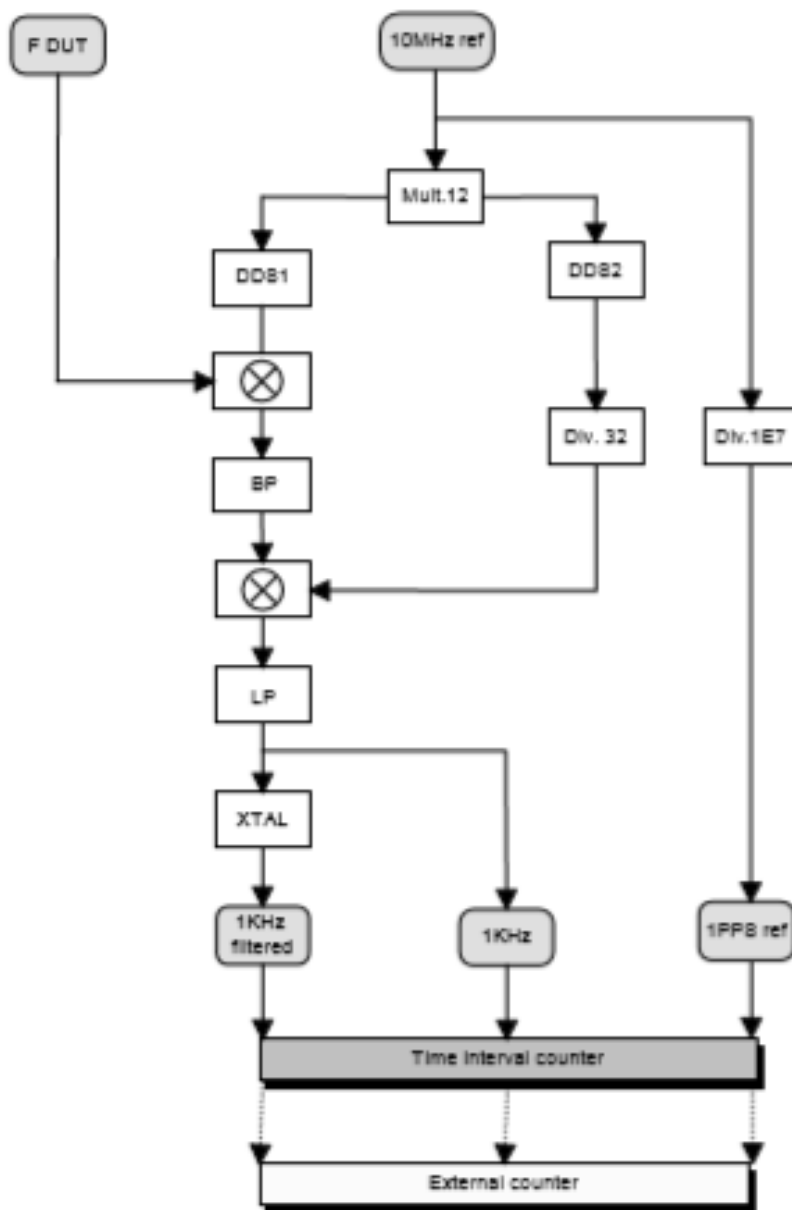 F DUT
10MHz ref
Mult.12
DDS1
DDS2
Div. 32
Div.1E7
BP
LP
XTAL
1KHz
filtered
1KHz
1PPS ref
Time interval counter
External counter